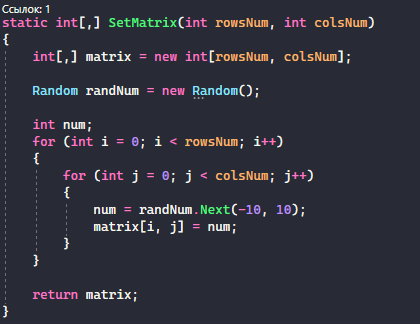 Ссылок: 1
static int[,] SetMatrix(int rowsNum, int colsNum)
{
    int[,] matrix = new int[rowsNum, colsNum];

    Random randNum = new Random();

    int num;
    for (int i = 0; i < rowsNum; i++)
    {
        for (int j = 0; j < colsNum; j++)
        {
            num = randNum.Next(-10, 10);
            matrix[i, j] = num;
        }
    }

    return matrix;
}